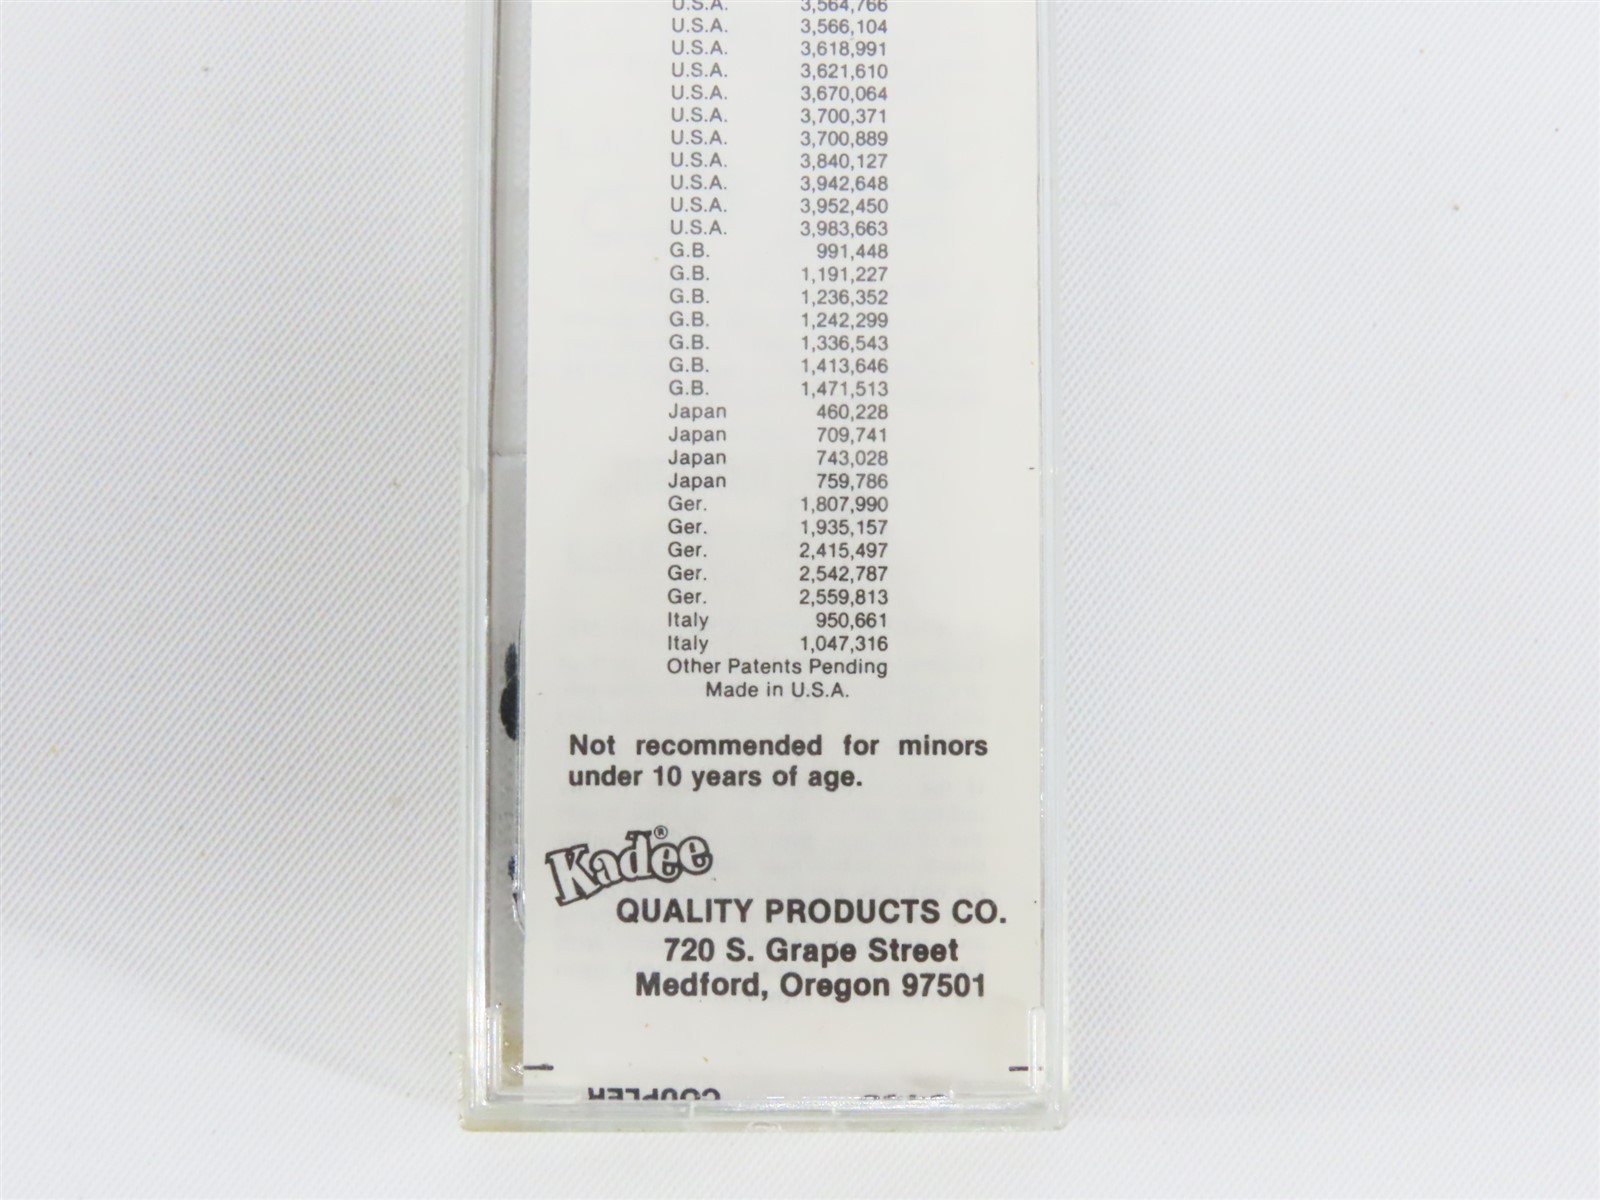 U.S.A. 3,564,766
U.S.A. 3,566,104
U.S.A. 3,618,991
U.S.A. 3,621,610
U.S.A. 3,670,064
U.S.A. 3,700,371
U.S.A. 3,700,889
U.S.A. 3,840,127
U.S.A. 3,942,648
U.S.A. 3,952,450
U.S.A. 3,983,663
G.B. 991,448
G.B. 1,191,227
G.B. 1,236,352
G.B. 1,242,299
G.B. 1,336,543
G.B. 1,413,646
G.B. 1,471,513
Japan 460,228
Japan 709,741
Japan 743,028
Japan 759,786
Ger. 1,807,990
Ger. 1,935,157
Ger. 2,415,497
Ger. 2,542,787
Ger. 2,559,813
Italy 950,661
Italy 1,047,316
Other Patents Pending
Made in U.S.A.
Not recommended for minors
under 10 years of age.
Kadee®
QUALITY PRODUCTS CO.
720 S. Grape Street
Medford, Oregon 97501
COUPLER